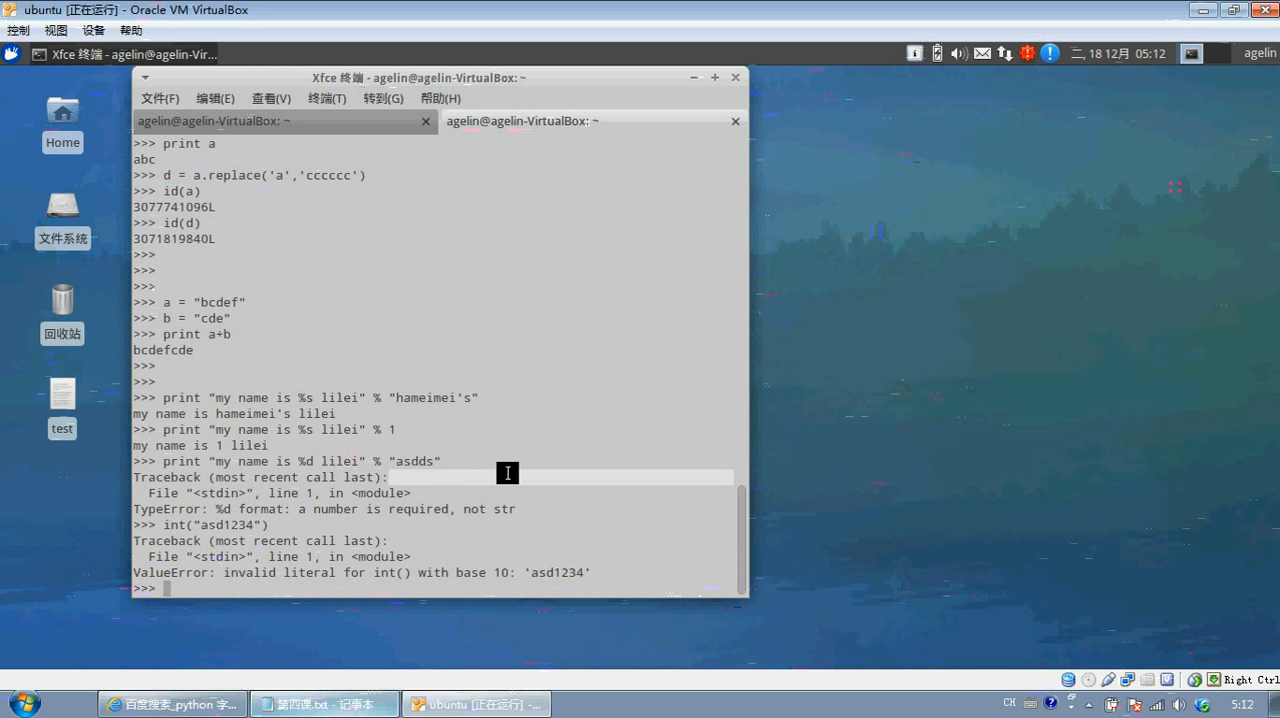 ubuntu [正在运行] - Oracle VM VirtualBox
控制 视图 设备 帮助
Xfce 终端 - agelin@agelin-Vir...
二, 18 12月 05:12
agelin
Xfce 终端 - agelin@agelin-VirtualBox: ~
文件(F) 编辑(E) 查看(V) 终端(T) 转到(G) 帮助(H)
agelin@agelin-VirtualBox: ~
agelin@agelin-VirtualBox: ~
>>> print a
abc
>>> d = a.replace('a','cccccc')
>>> id(a)
3077741096L
>>> id(d)
3071819840L
>>>
>>>
>>>
>>> a = "bcdef"
>>> b = "cde"
>>> print a+b
bcdefcde
>>>
>>>
>>> print "my name is %s lilei" % "hameimei's"
my name is hameimei's lilei
>>> print "my name is %s lilei" % 1
my name is 1 lilei
>>> print "my name is %d lilei" % "asdds"
Traceback (most recent call last):
  File "<stdin>", line 1, in <module>
TypeError: %d format: a number is required, not str
>>> int("asd1234")
Traceback (most recent call last):
  File "<stdin>", line 1, in <module>
ValueError: invalid literal for int() with base 10: 'asd1234'
>>>
Home
文件系统
回收站
test
Right Ctrl
百度搜索_python 字...
第四课.txt - 记事本
ubuntu [正在运行] -...
CH
5:12